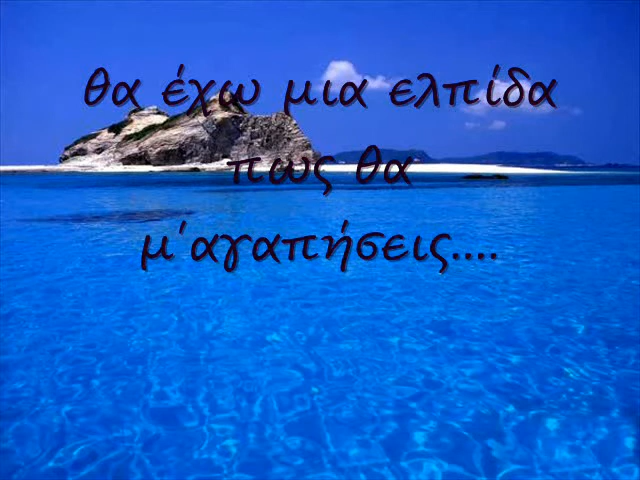 θα έχω μια ελπίδα
πως θα
μ΄αγαπήσεις....